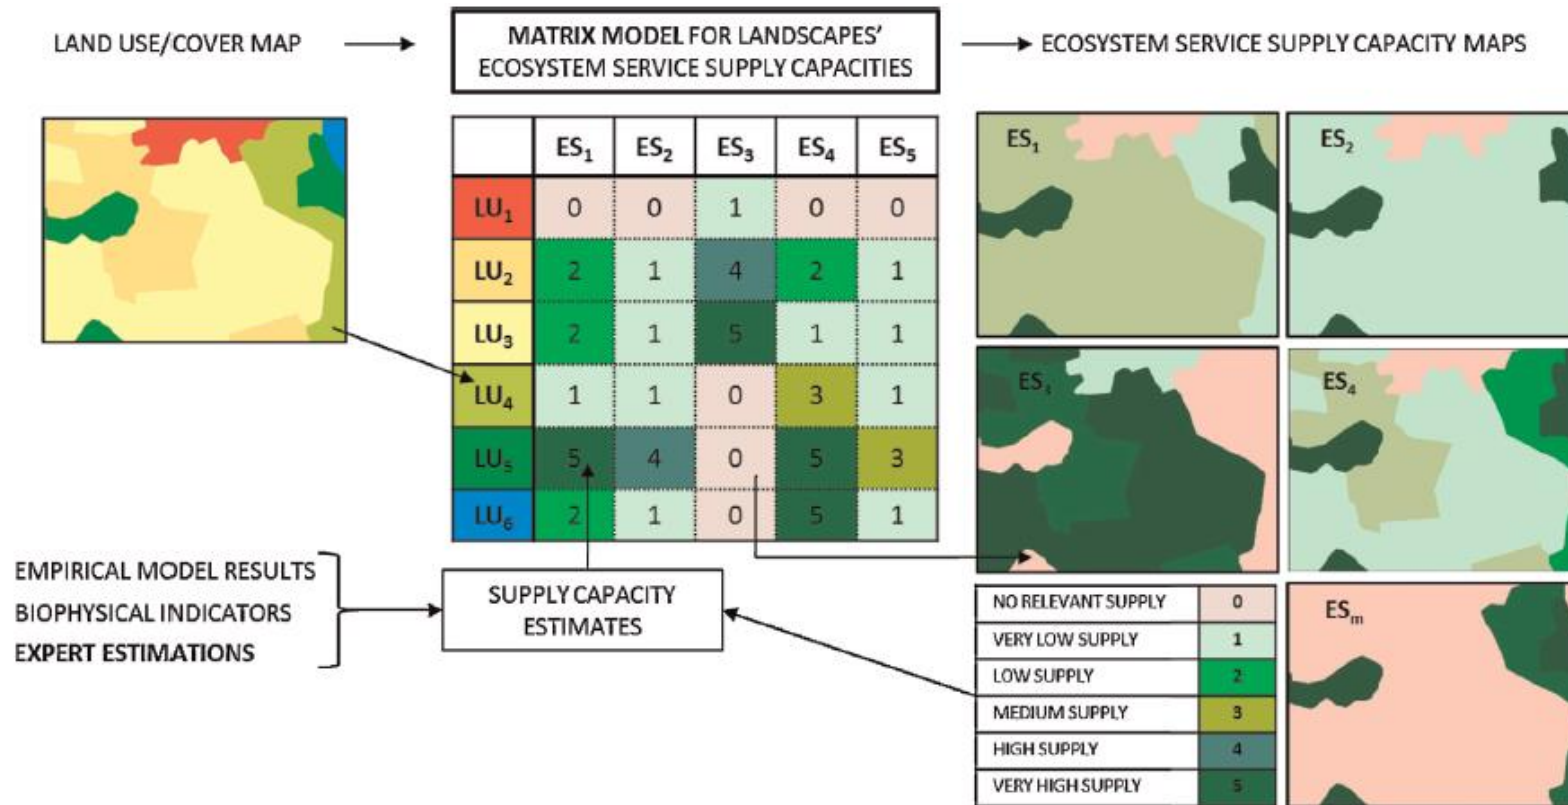 LAND USE/COVER MAP
MATRIX MODEL FOR LANDSCAPES'
ECOSYSTEM SERVICE SUPPLY CAPACITIES
ECOSYSTEM SERVICE SUPPLY CAPACITY MAPS
ES₁ ES₂ ES₃ ES₄ ES₅
LU₁ 0 0 1 0 0
LU₂ 2 1 4 2 1
LU₃ 2 1 5 1 1
LU₄ 1 1 0 3 1
LU₅ 5 4 0 5 3
LU₆ 2 1 0 5 1
ES₁
ES₂
ES₃
ES₄
ESₘ
EMPIRICAL MODEL RESULTS
BIOPHYSICAL INDICATORS
EXPERT ESTIMATIONS
SUPPLY CAPACITY
ESTIMATES
NO RELEVANT SUPPLY 0
VERY LOW SUPPLY 1
LOW SUPPLY 2
MEDIUM SUPPLY 3
HIGH SUPPLY 4
VERY HIGH SUPPLY 5